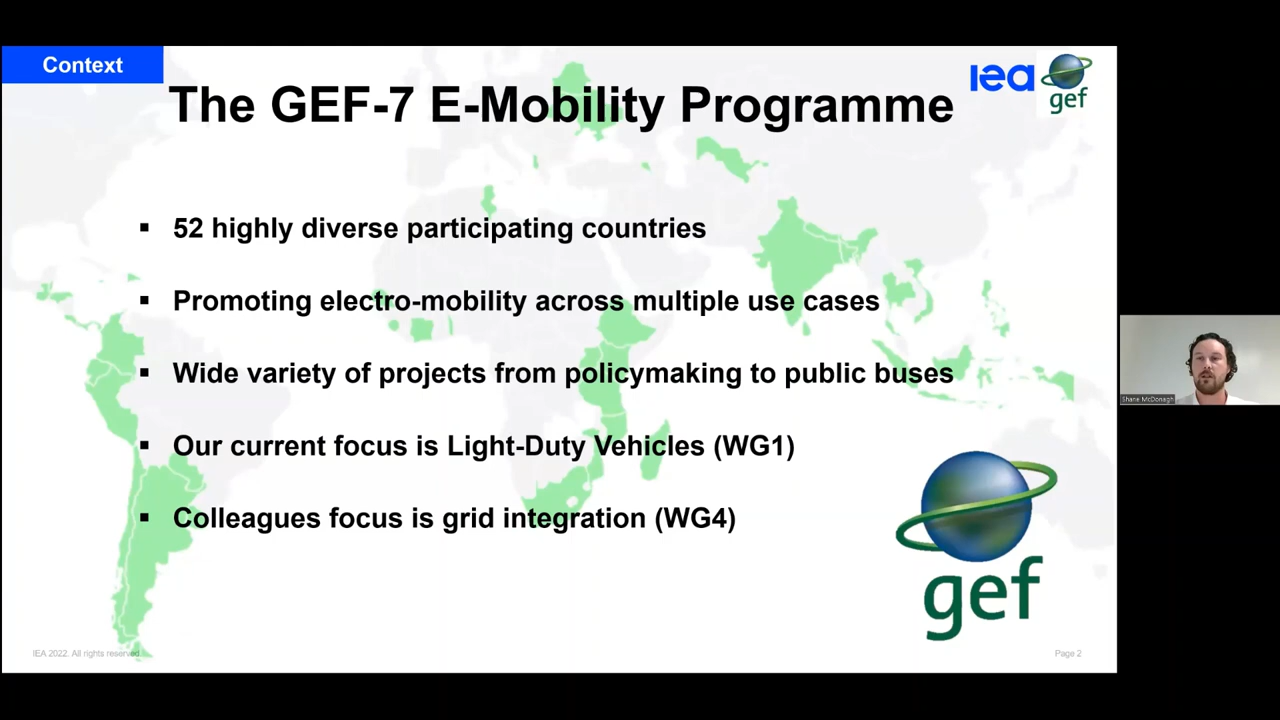 Context
The GEF-7 E-Mobility Programme
iea
gef
▪ 52 highly diverse participating countries
▪ Promoting electro-mobility across multiple use cases
▪ Wide variety of projects from policymaking to public buses
▪ Our current focus is Light-Duty Vehicles (WG1)
▪ Colleagues focus is grid integration (WG4)
gef
IEA 2022. All rights reserved.
Page 2
Shane McDonagh